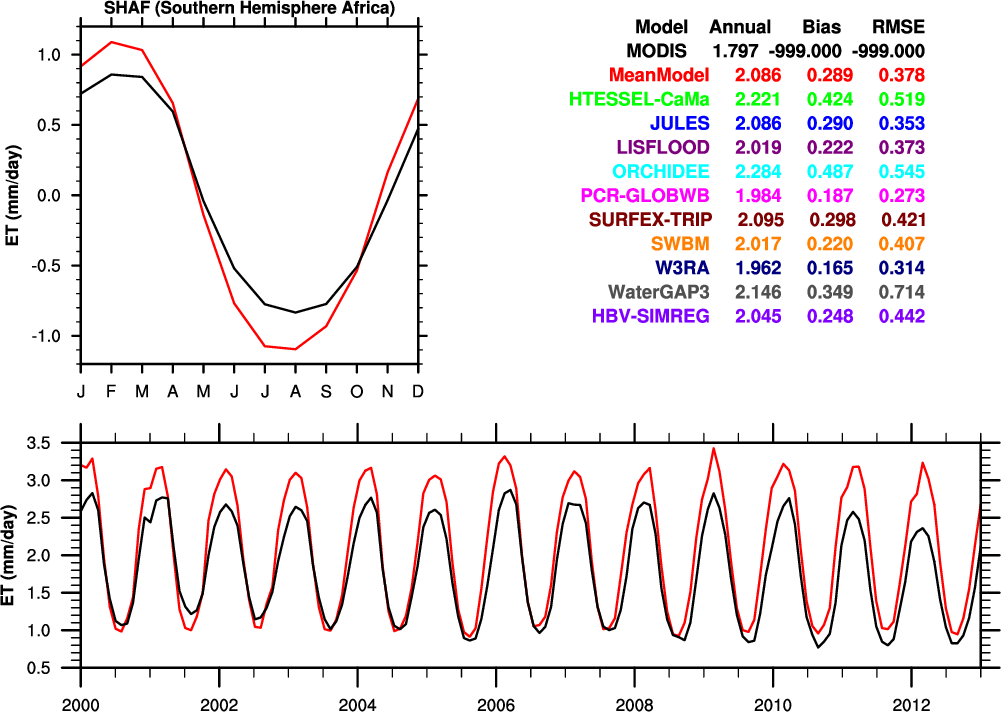 SHAF (Southern Hemisphere Africa)
1.0
0.5
0.0
-0.5
-1.0
ET (mm/day)
J F M A M J J A S O N D
Model Annual Bias RMSE
MODIS 1.797 -999.000 -999.000
MeanModel 2.086 0.289 0.378
HTESSEL-CaMa 2.221 0.424 0.519
JULES 2.086 0.290 0.353
LISFLOOD 2.019 0.222 0.373
ORCHIDEE 2.284 0.487 0.545
PCR-GLOBWB 1.984 0.187 0.273
SURFEX-TRIP 2.095 0.298 0.421
SWBM 2.017 0.220 0.407
W3RA 1.962 0.165 0.314
WaterGAP3 2.146 0.349 0.714
HBV-SIMREG 2.045 0.248 0.442
3.5
3.0
2.5
2.0
1.5
1.0
0.5
ET (mm/day)
2000 2002 2004 2006 2008 2010 2012